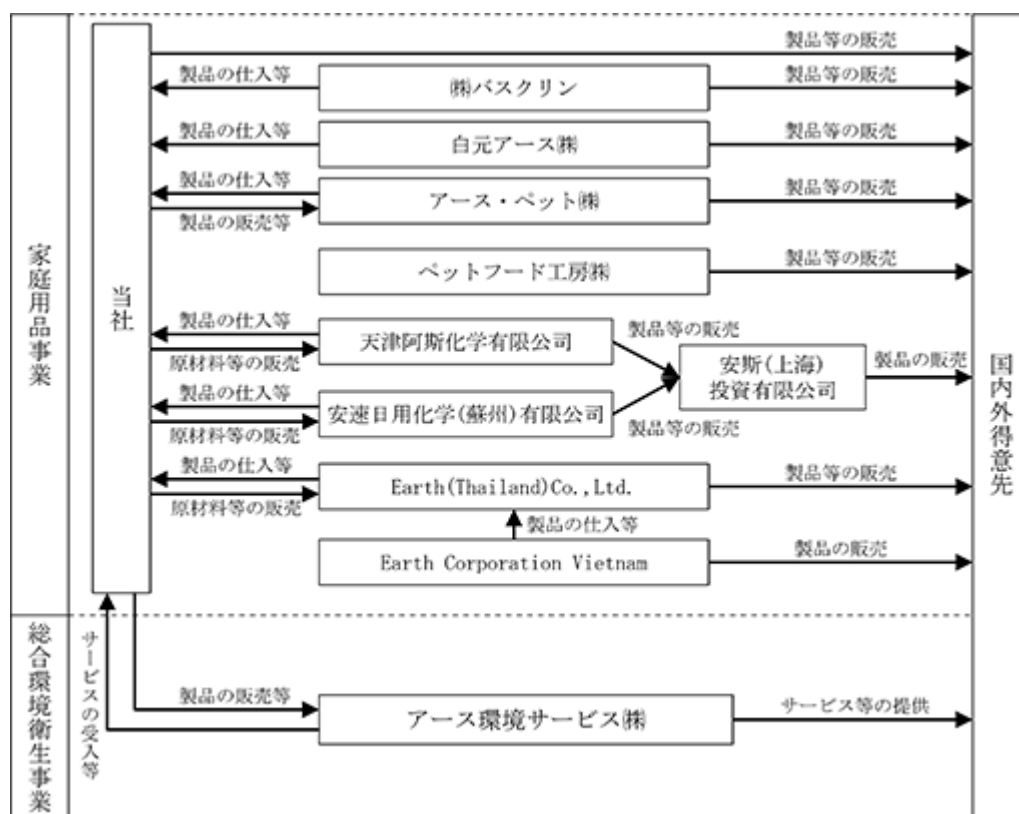 家庭用品事業
当社
国内外得意先
製品等の販売
製品の仕入等
㈱バスクリン
製品等の販売
製品の仕入等
白元アース㈱
製品等の販売
製品の仕入等
製品の販売等
アース・ペット㈱
製品等の販売
ペットフード工房㈱
製品等の販売
製品の仕入等
原材料等の販売
天津阿斯化学有限公司
製品等の販売
安斯(上海)
投資有限公司
製品の販売
製品の仕入等
原材料等の販売
安速日用化学(蘇州)有限公司
製品等の販売
製品の仕入等
原材料等の販売
Earth(Thailand)Co.,Ltd.
製品等の販売
製品の仕入等
Earth Corporation Vietnam
製品の販売
総合環境衛生事業
サービスの受入等
製品の販売等
アース環境サービス㈱
サービス等の提供